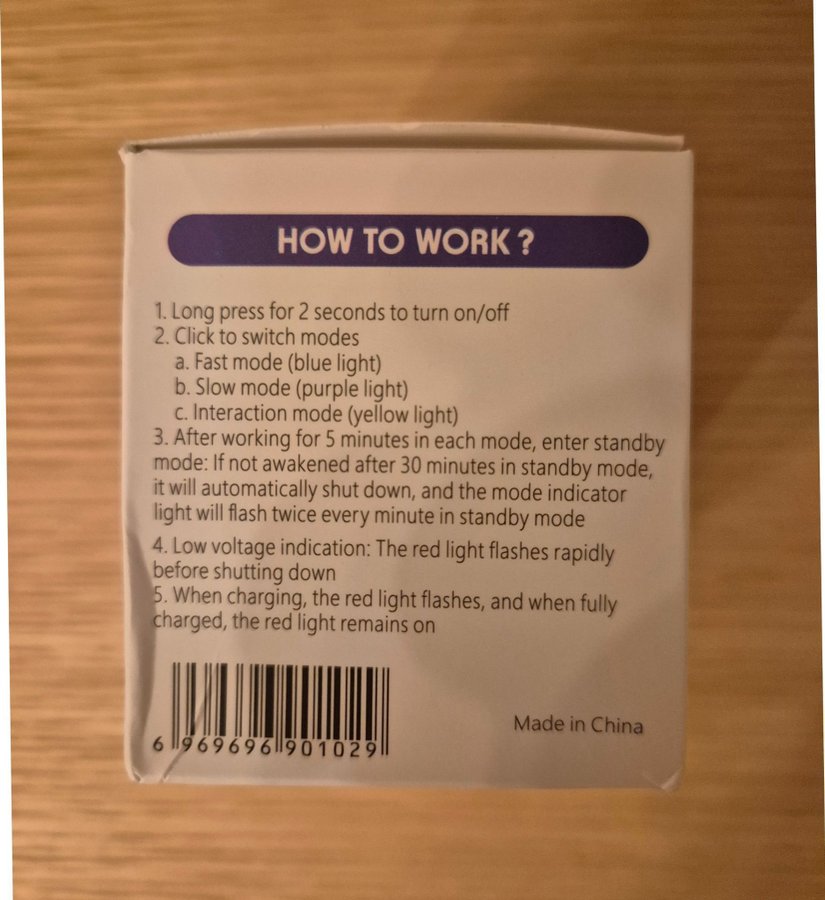 HOW TO WORK ?
1. Long press for 2 seconds to turn on/off
2. Click to switch modes
a. Fast mode (blue light)
b. Slow mode (purple light)
c. Interaction mode (yellow light)
3. After working for 5 minutes in each mode, enter standby
mode: If not awakened after 30 minutes in standby mode,
it will automatically shut down, and the mode indicator
light will flash twice every minute in standby mode
4. Low voltage indication: The red light flashes rapidly
before shutting down
5. When charging, the red light flashes, and when fully
charged, the red light remains on
6 969696 901029
Made in China